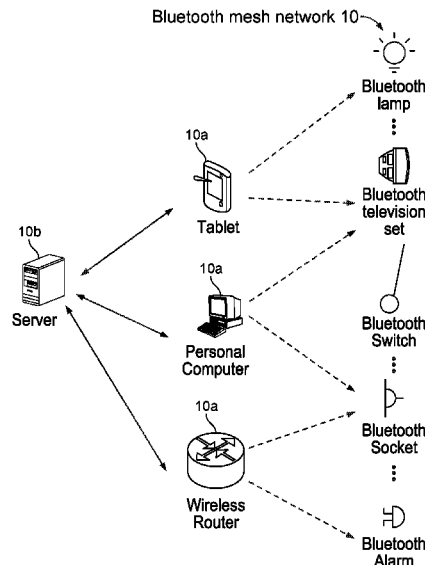 Bluetooth mesh network 10
Bluetooth
lamp
10a
Tablet
Bluetooth
television
set
10b
Server
10a
Personal
Computer
Bluetooth
Switch
10a
Wireless
Router
Bluetooth
Socket
Bluetooth
Alarm